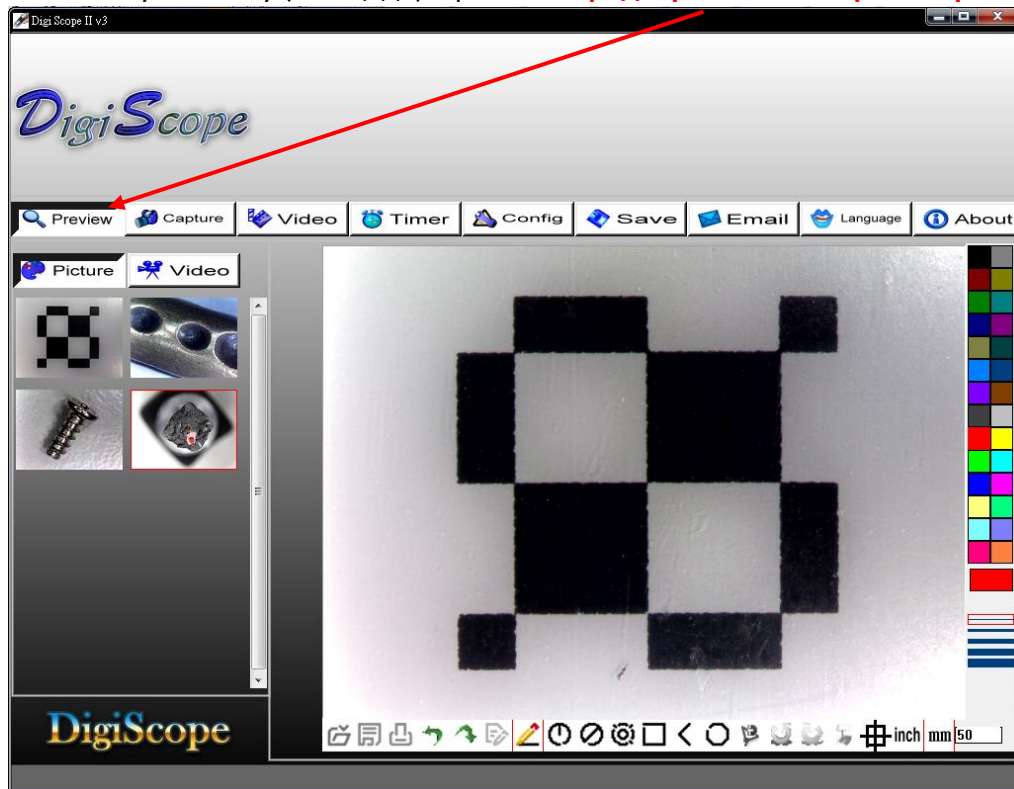 Digi Scope II v3
DigiScope
Preview Capture Video Timer Config Save Email Language About
Picture Video
DigiScope
inch mm 50